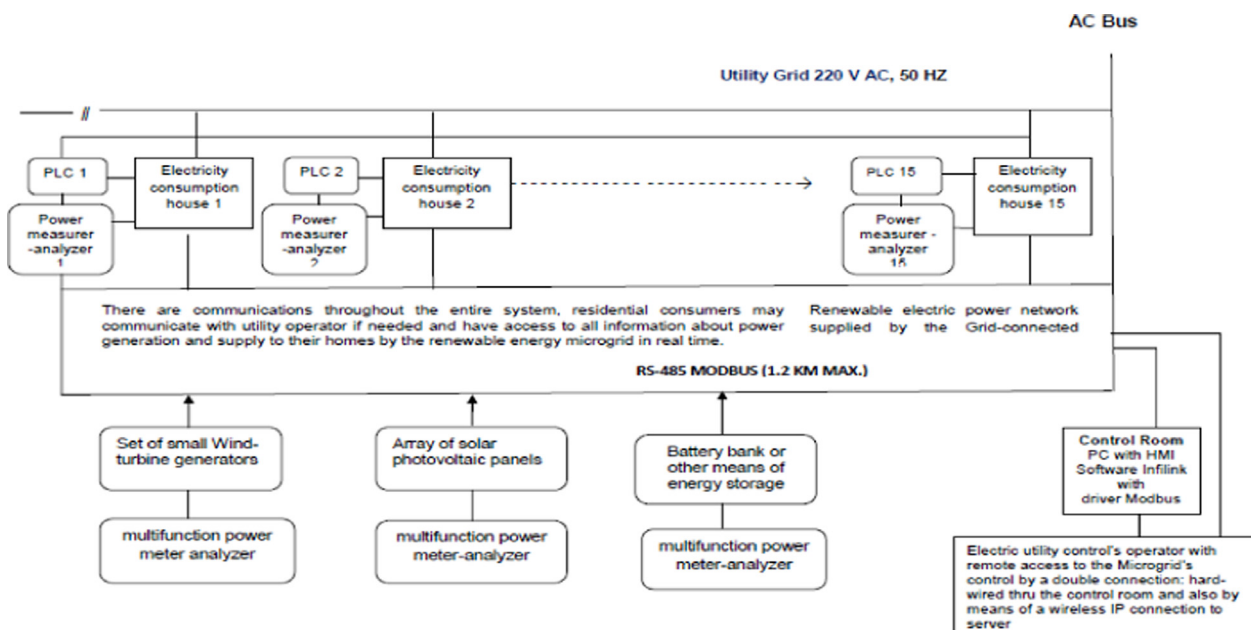 AC Bus
Utility Grid 220 V AC, 50 HZ
//
PLC 1
Electricity
consumption
house 1
Power
measurer
-analyzer
1
PLC 2
Electricity
consumption
house 2
Power
measurer
-analyzer
2
PLC 15
Electricity
consumption
house 15
Power
measurer -
analyzer
15
There are communications throughout the entire system, residential consumers may
communicate with utility operator if needed and have access to all information about power
generation and supply to their homes by the renewable energy microgrid in real time.
Renewable electric power network
supplied by the Grid-connected
RS-485 MODBUS (1.2 KM MAX.)
Set of small Wind-
turbine generators
Array of solar
photovoltaic panels
Battery bank or
other means of
energy storage
multifunction power
meter analyzer
multifunction power
meter-analyzer
multifunction power
meter-analyzer
Control Room
PC with HMI
Software Infilink
with
driver Modbus
Electric utility control's operator with
remote access to the Microgrid's
control by a double connection: hard-
wired thru the control room and also by
means of a wireless IP connection to
server